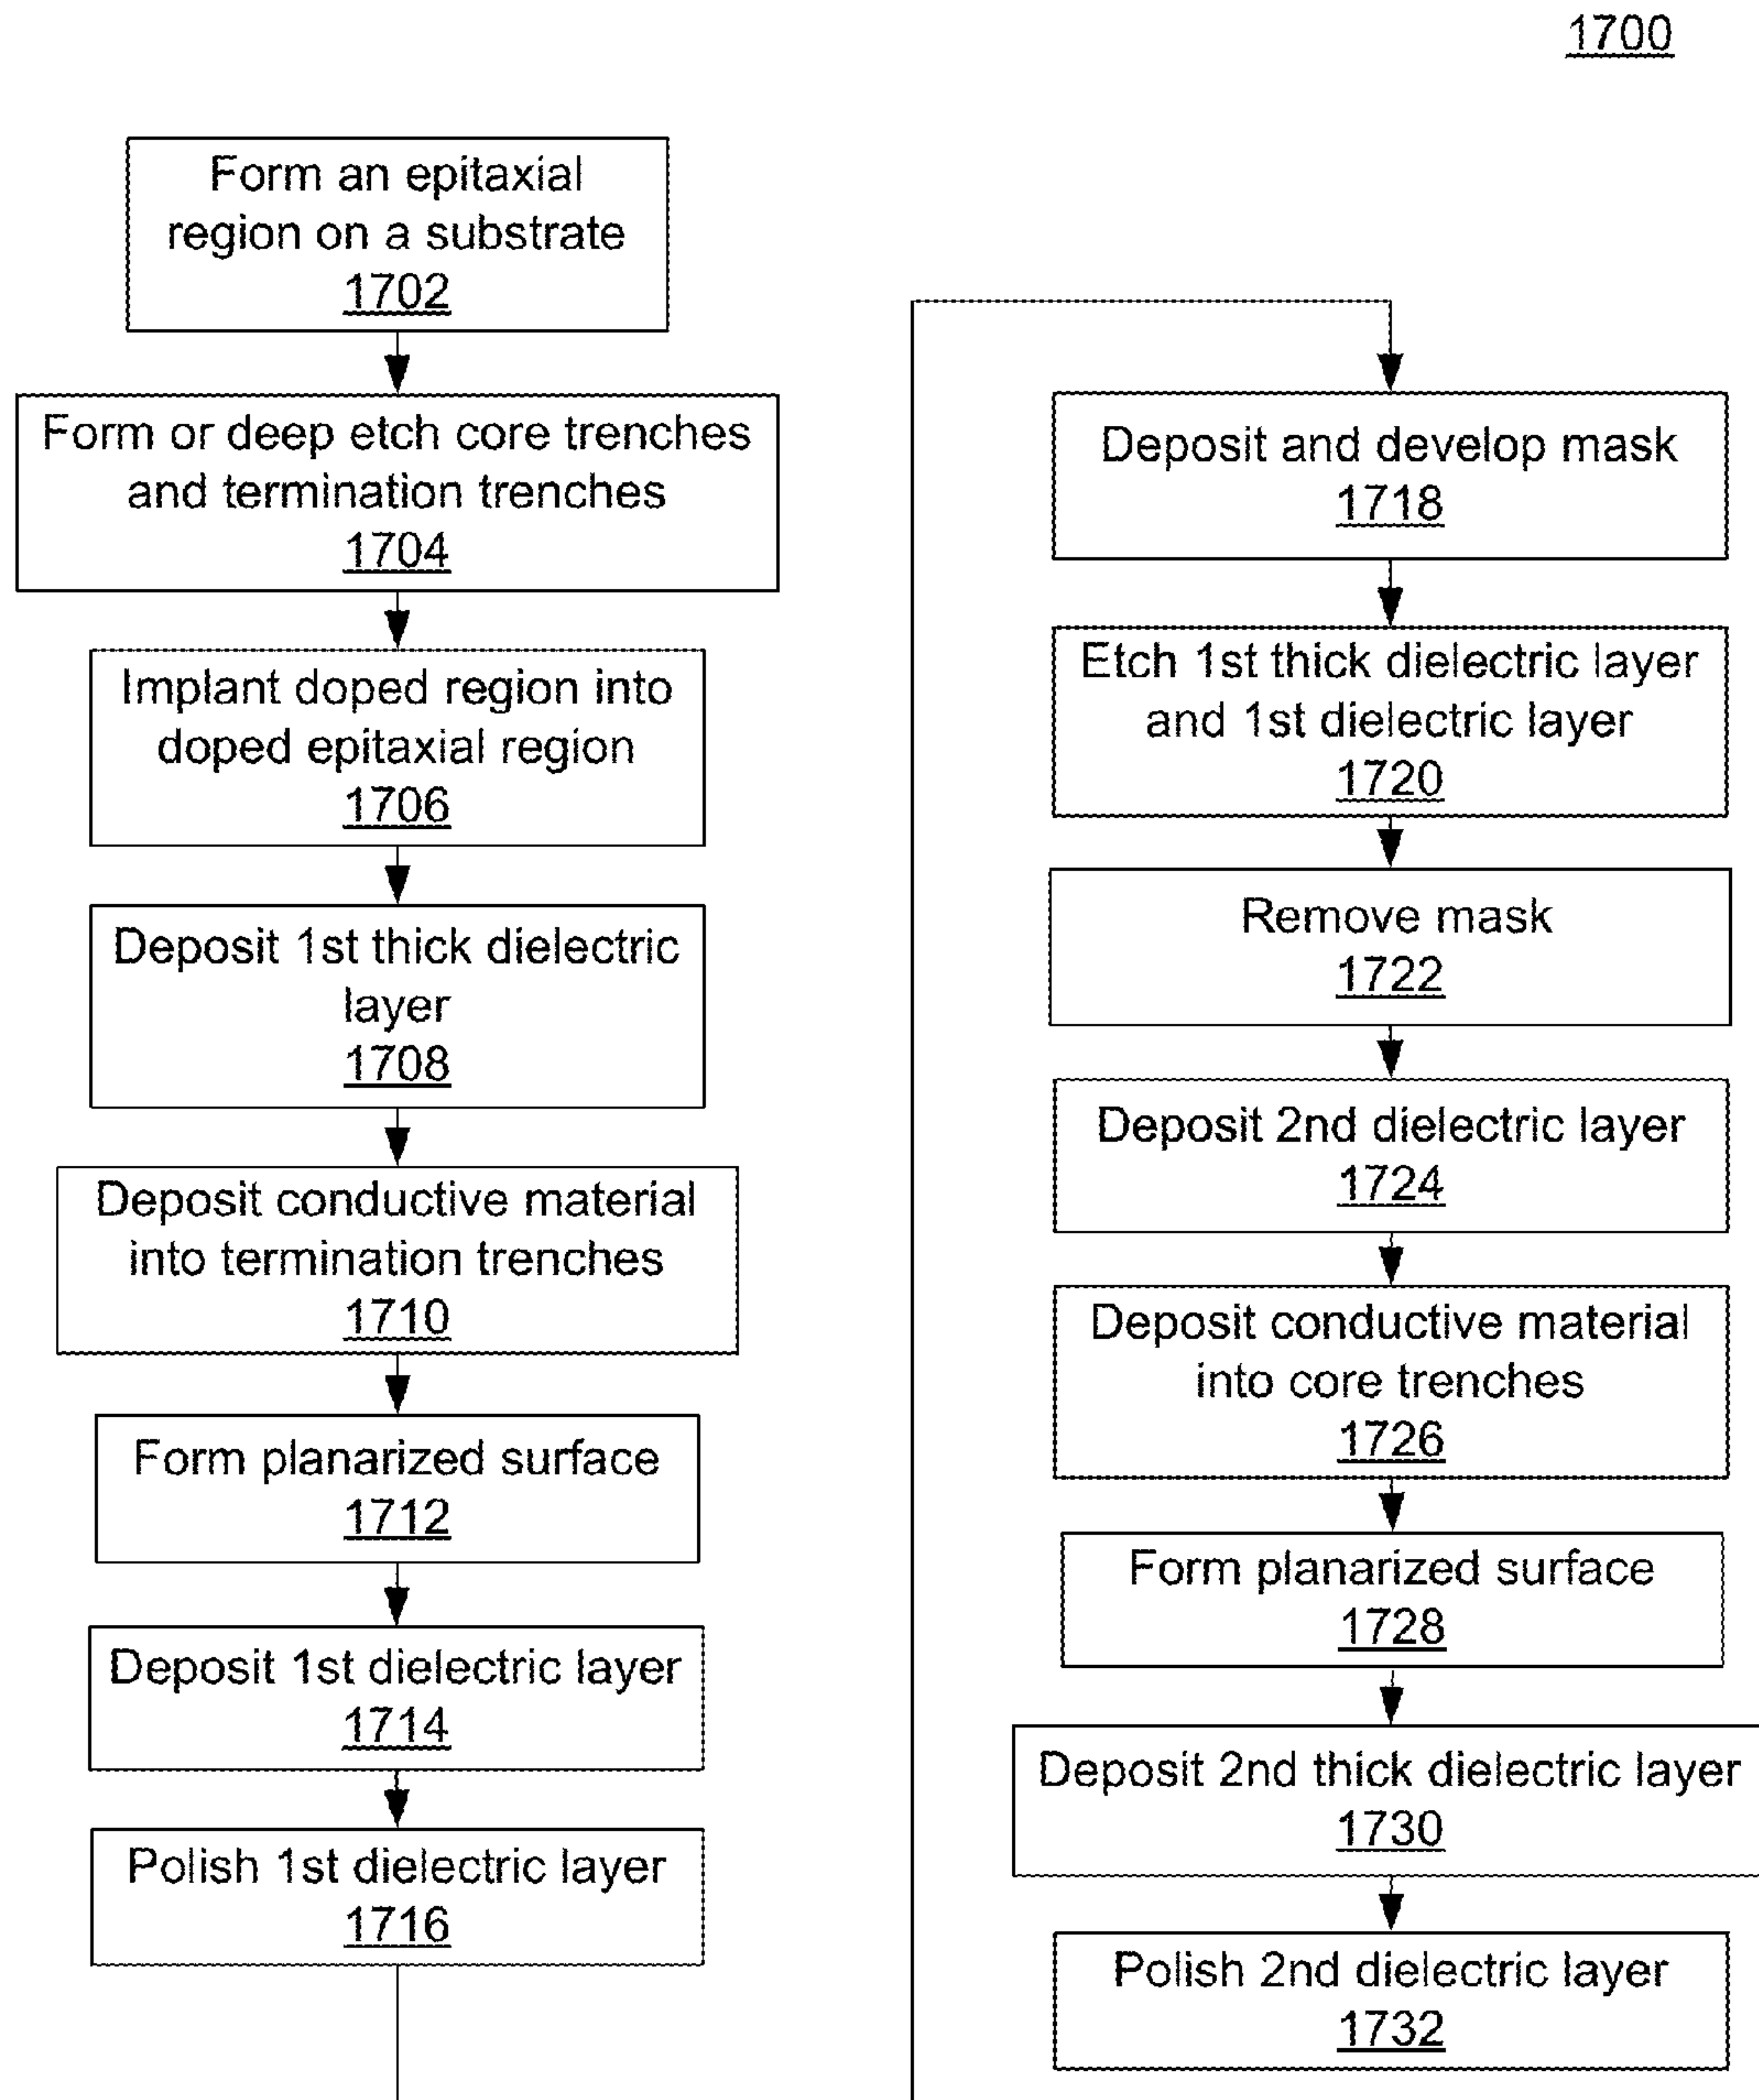 1700
Form an epitaxial
region on a substrate
1702
Form or deep etch core trenches
and termination trenches
1704
Implant doped region into
doped epitaxial region
1706
Deposit 1st thick dielectric
layer
1708
Deposit conductive material
into termination trenches
1710
Form planarized surface
1712
Deposit 1st dielectric layer
1714
Polish 1st dielectric layer
1716
Deposit and develop mask
1718
Etch 1st thick dielectric layer
and 1st dielectric layer
1720
Remove mask
1722
Deposit 2nd dielectric layer
1724
Deposit conductive material
into core trenches
1726
Form planarized surface
1728
Deposit 2nd thick dielectric layer
1730
Polish 2nd dielectric layer
1732